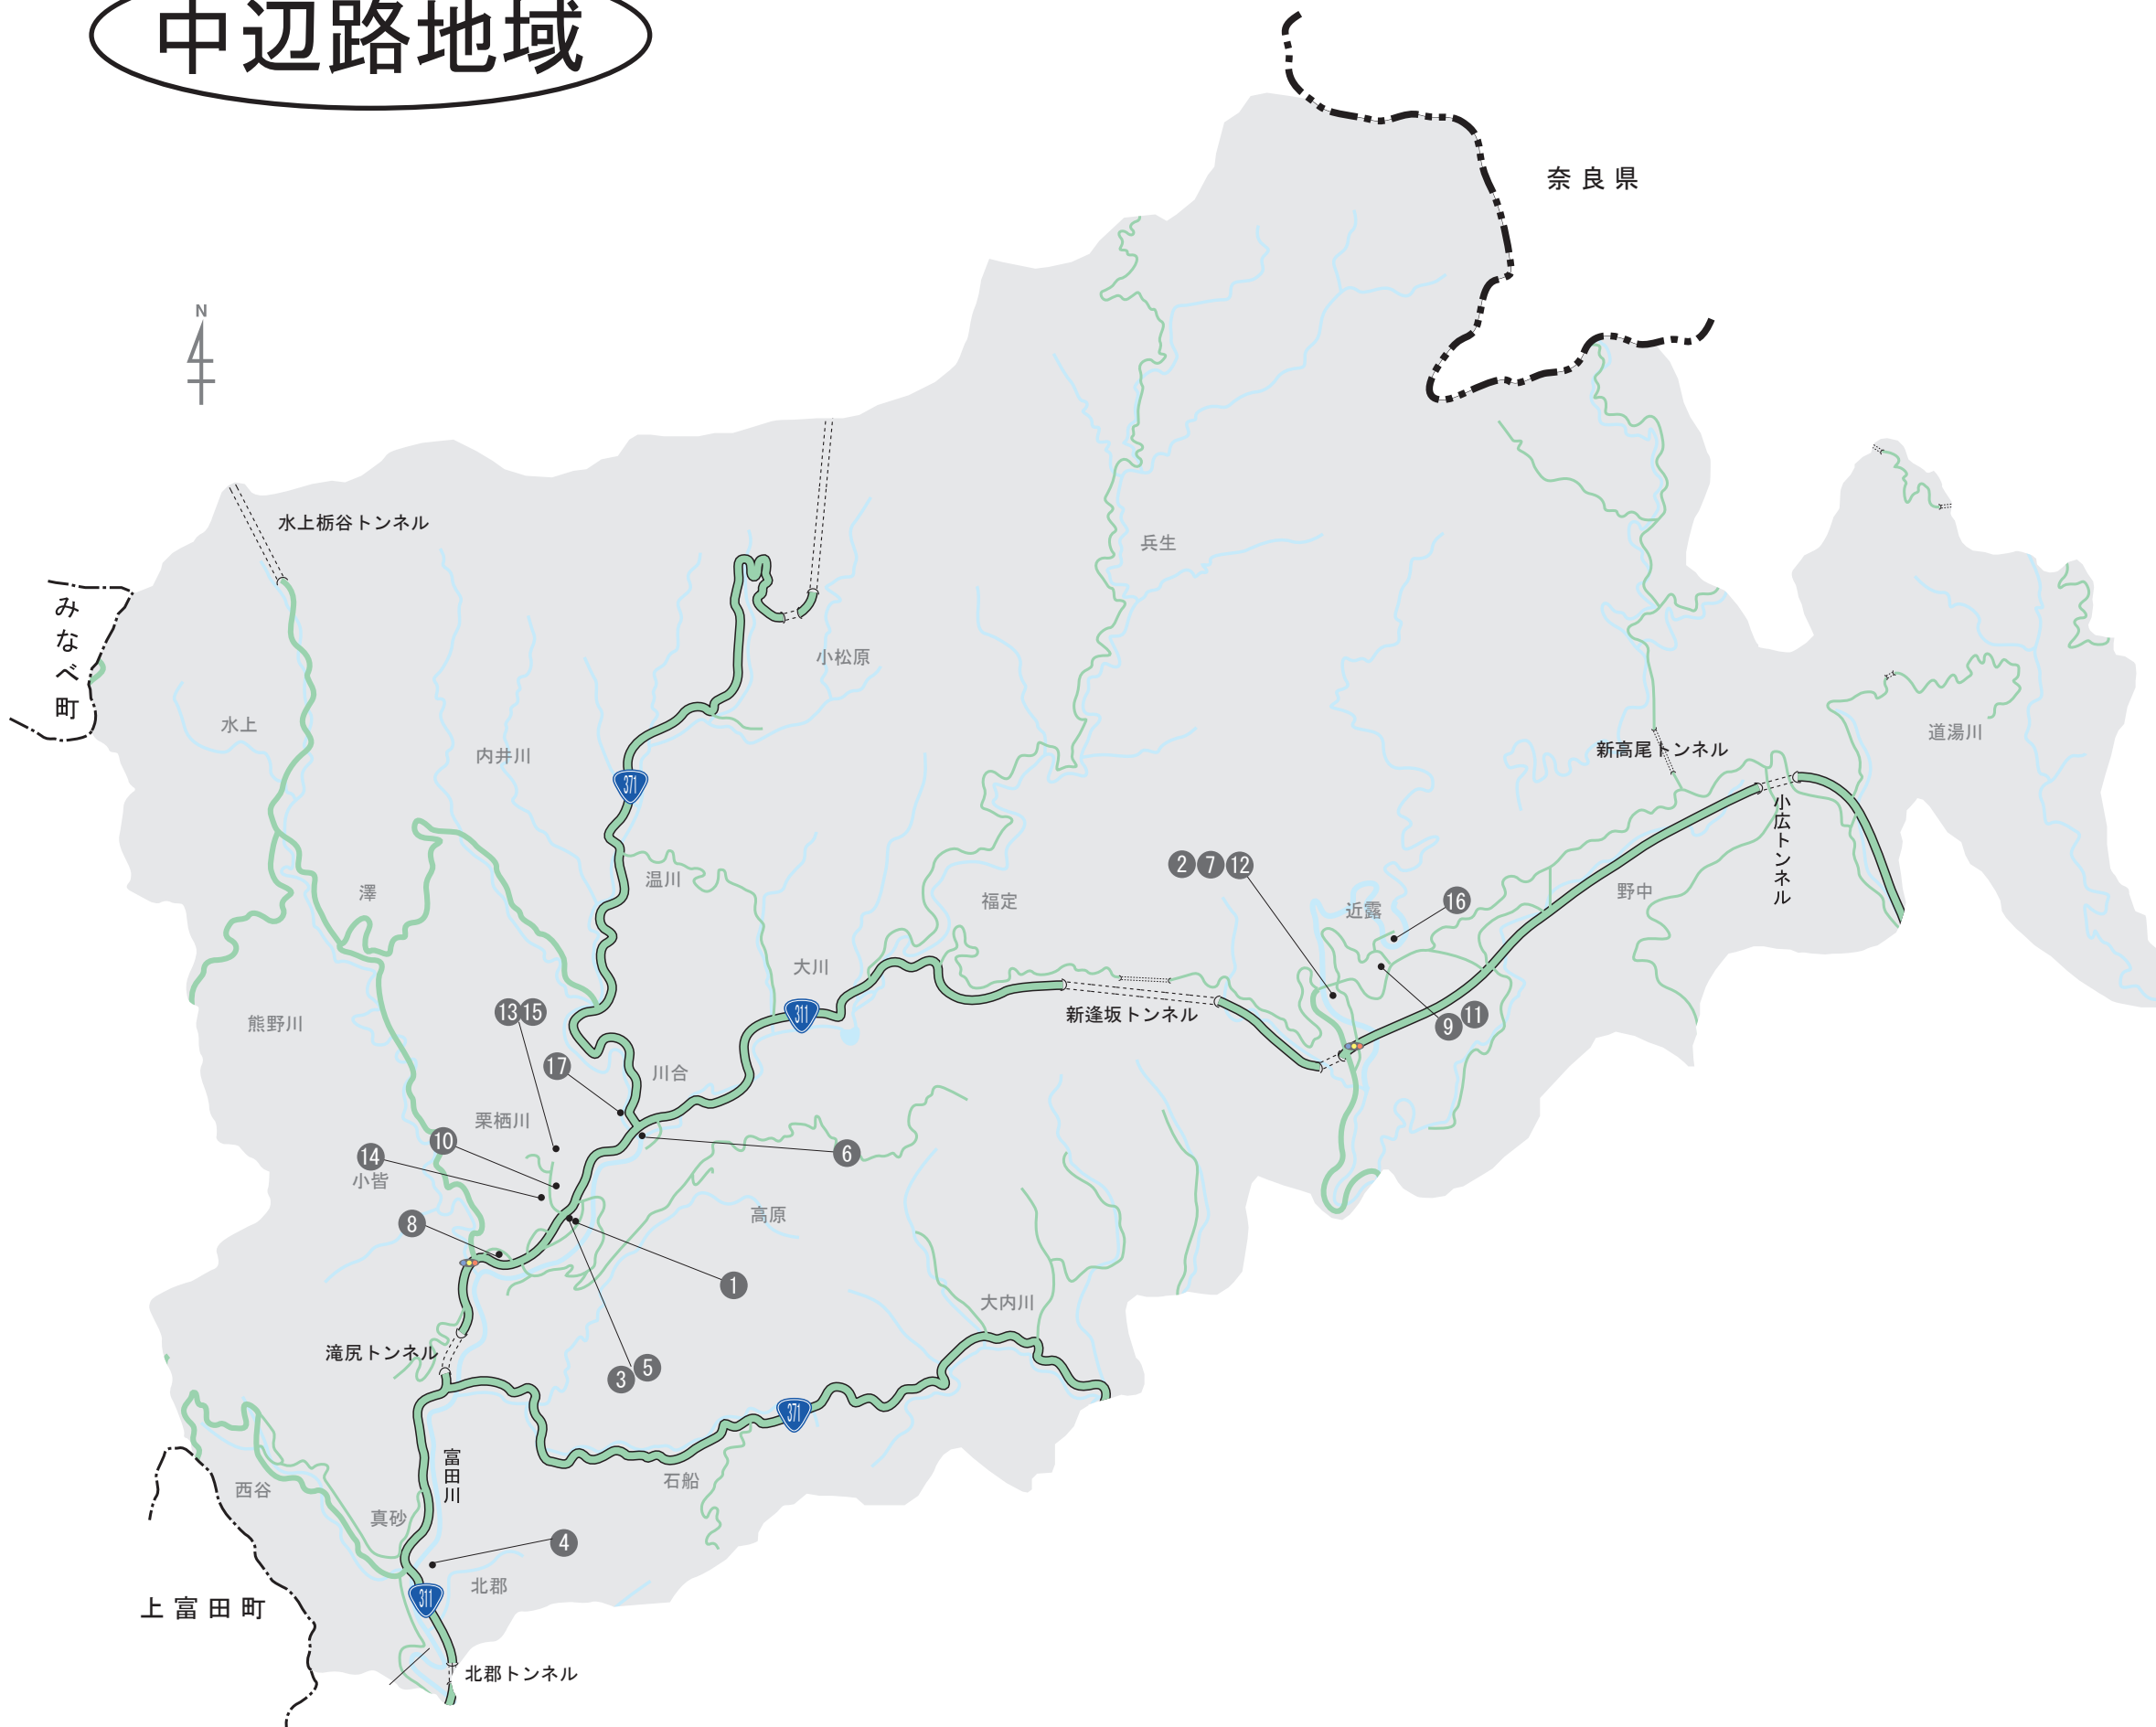 中辺路地域
奈良県
N
水上栃谷トンネル
兵生
みなべ町
小松原
水上
内井川
371
新高尾トンネル
道湯川
小広トンネル
温川
澤
福定
2 7 12
近露
16
野中
大川
311
新逢坂トンネル
熊野川
13 15
9 11
17
川合
栗栖川
10
14
6
小皆
8
高原
1
大内川
滝尻トンネル
3 5
371
富田川
石船
西谷
真砂
4
北郡
311
上富田町
北郡トンネル